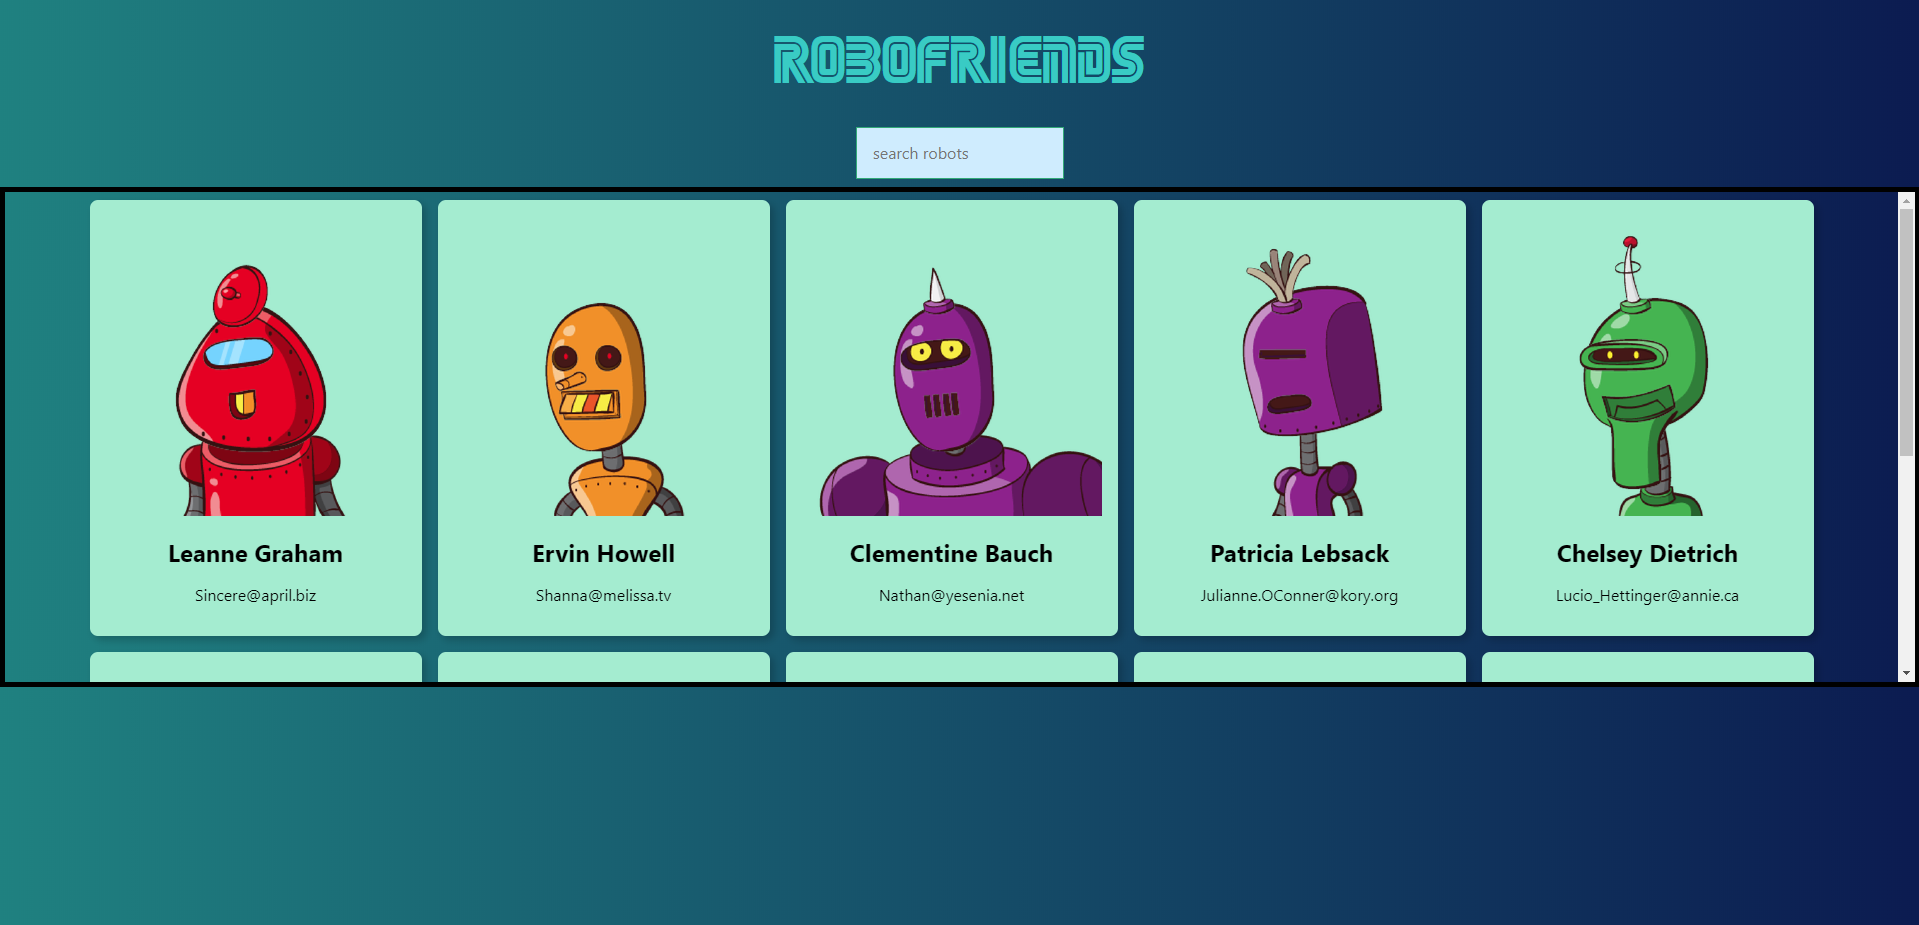 ROBOFRIENDS
search robots
Leanne Graham
Sincere@april.biz
Ervin Howell
Shanna@melissa.tv
Clementine Bauch
Nathan@yesenia.net
Patricia Lebsack
Julianne.OConner@kory.org
Chelsey Dietrich
Lucio_Hettinger@annie.ca